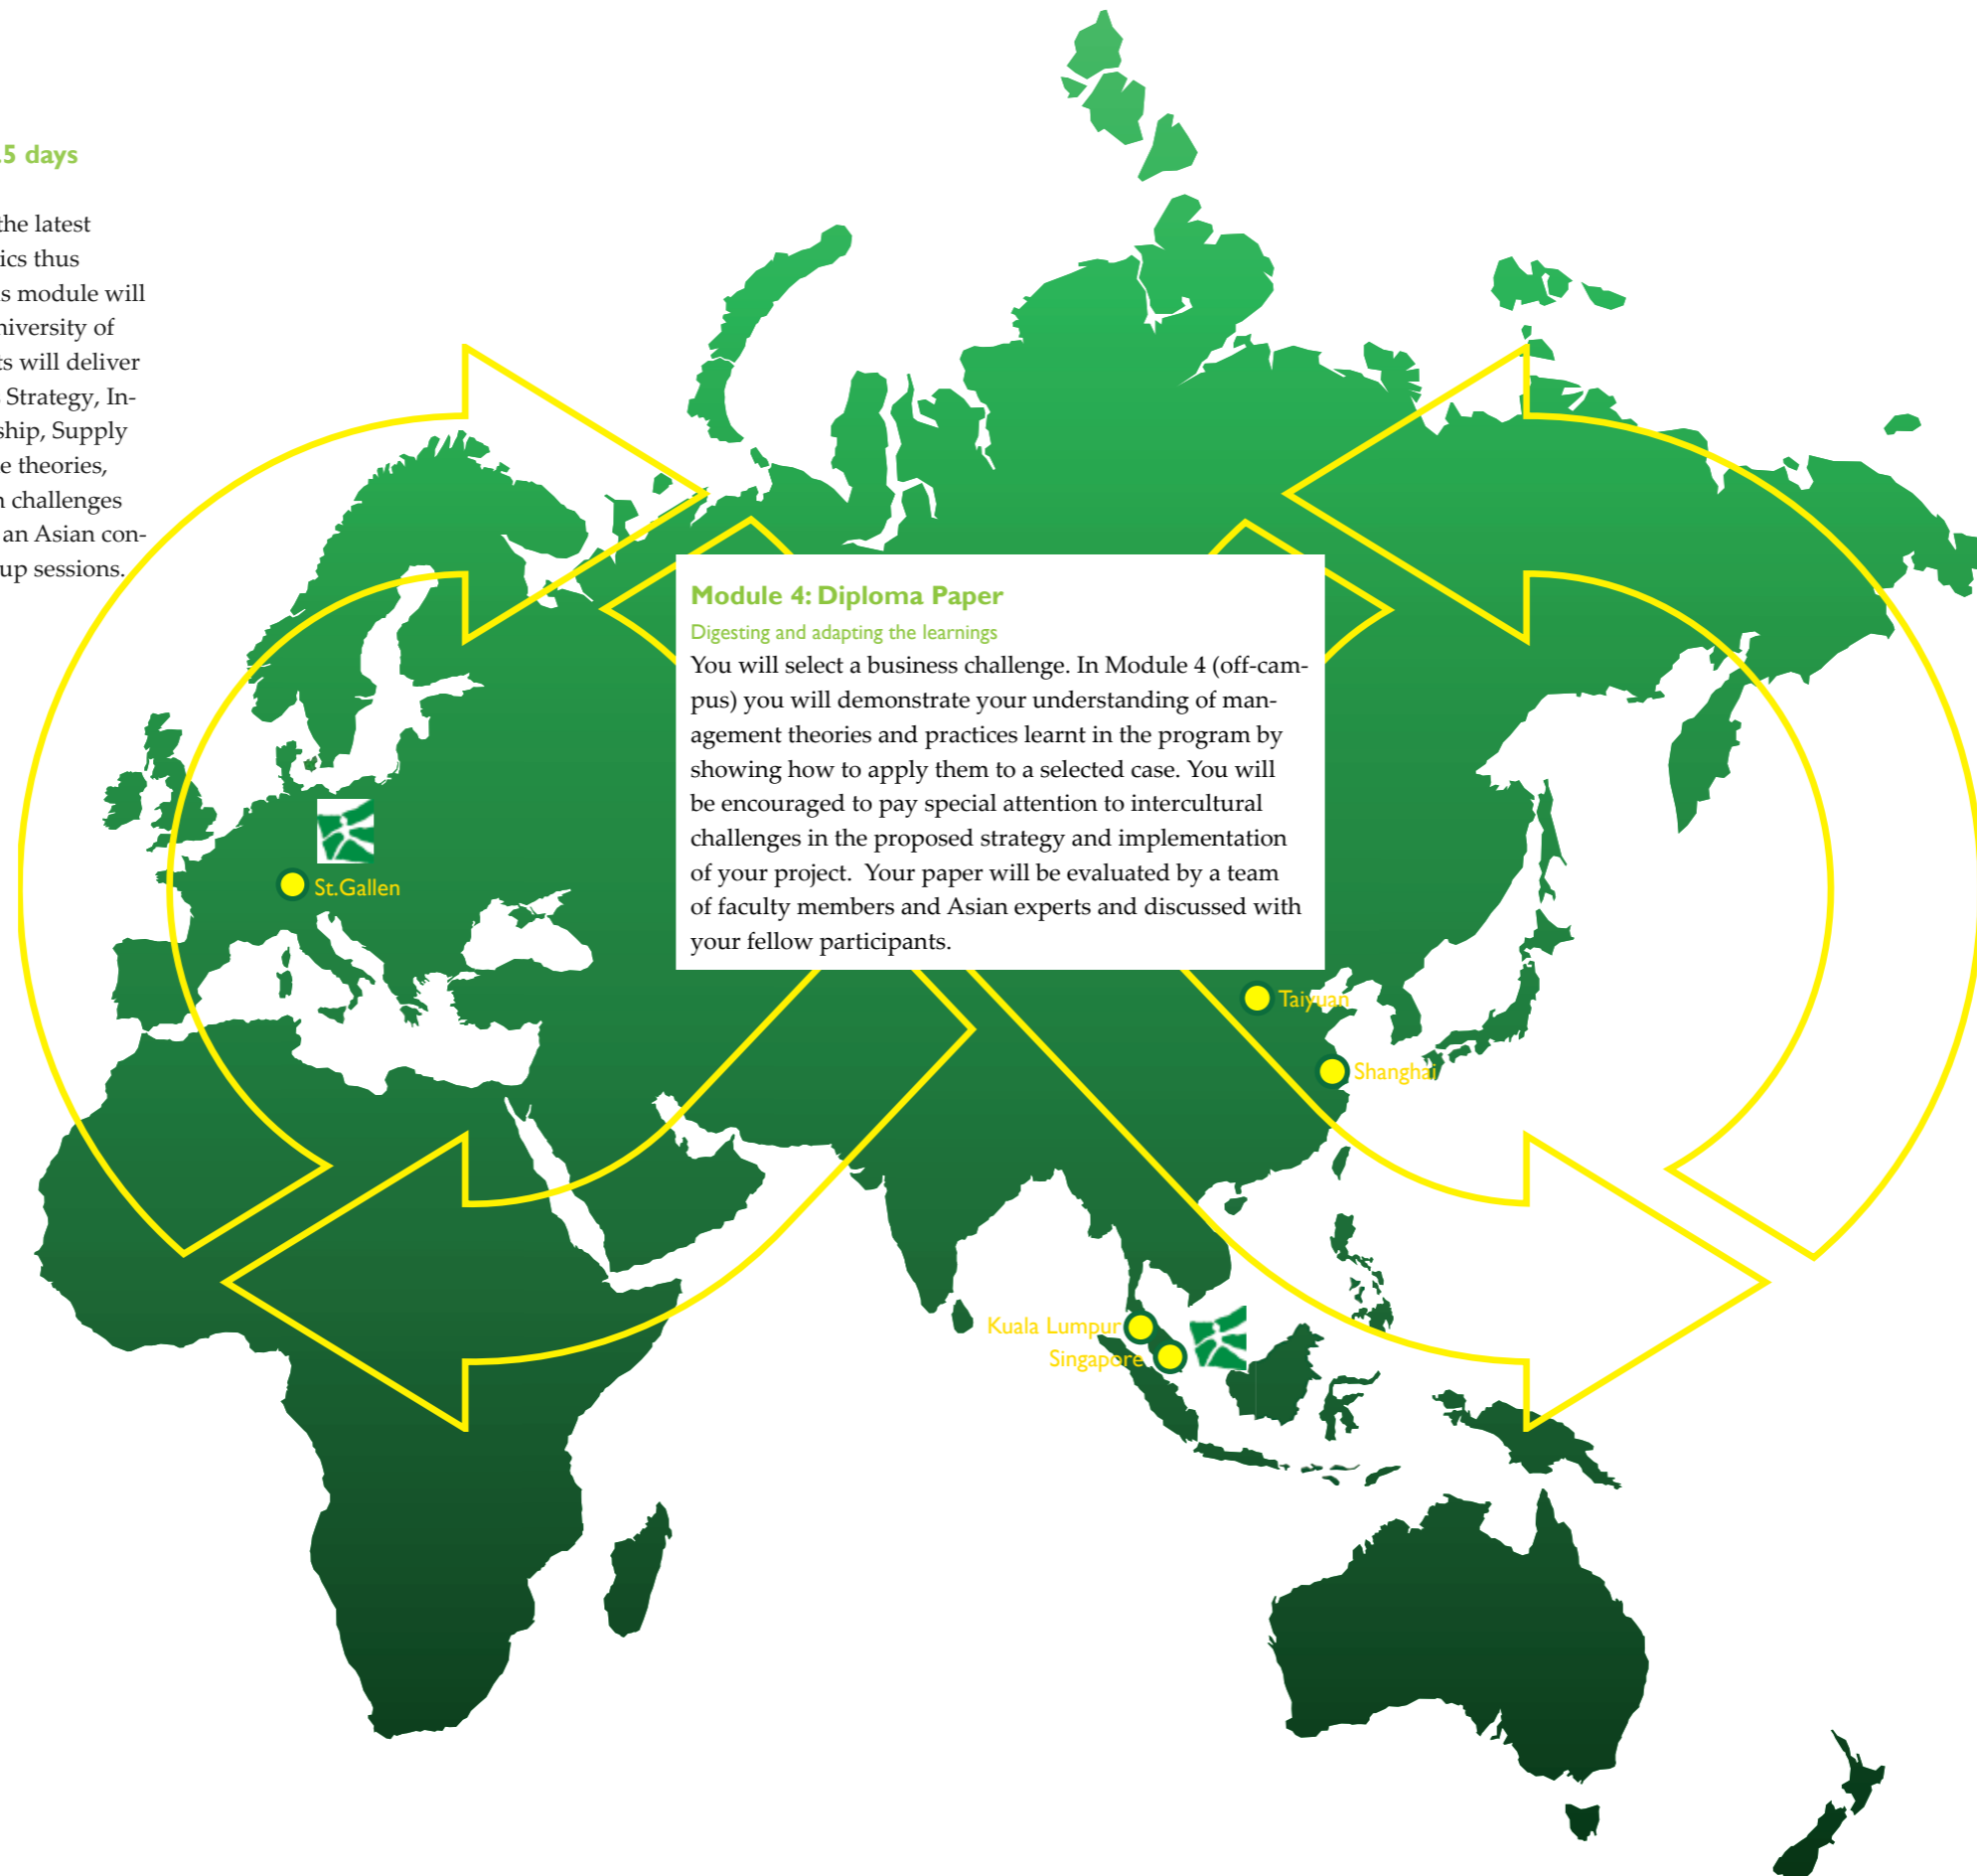 .5 days
the latest
ics thus
s module will
niversity of
ts will deliver
Strategy, In-
ship, Supply
e theories,
n challenges
an Asian con-
up sessions.
Module 4: Diploma Paper
Digesting and adapting the learnings
You will select a business challenge. In Module 4 (off-cam-
pus) you will demonstrate your understanding of man-
agement theories and practices learnt in the program by
showing how to apply them to a selected case. You will
be encouraged to pay special attention to intercultural
challenges in the proposed strategy and implementation
of your project.  Your paper will be evaluated by a team
of faculty members and Asian experts and discussed with
your fellow participants.
St.Gallen
Taiyuan
Shanghai
Kuala Lumpur
Singapore